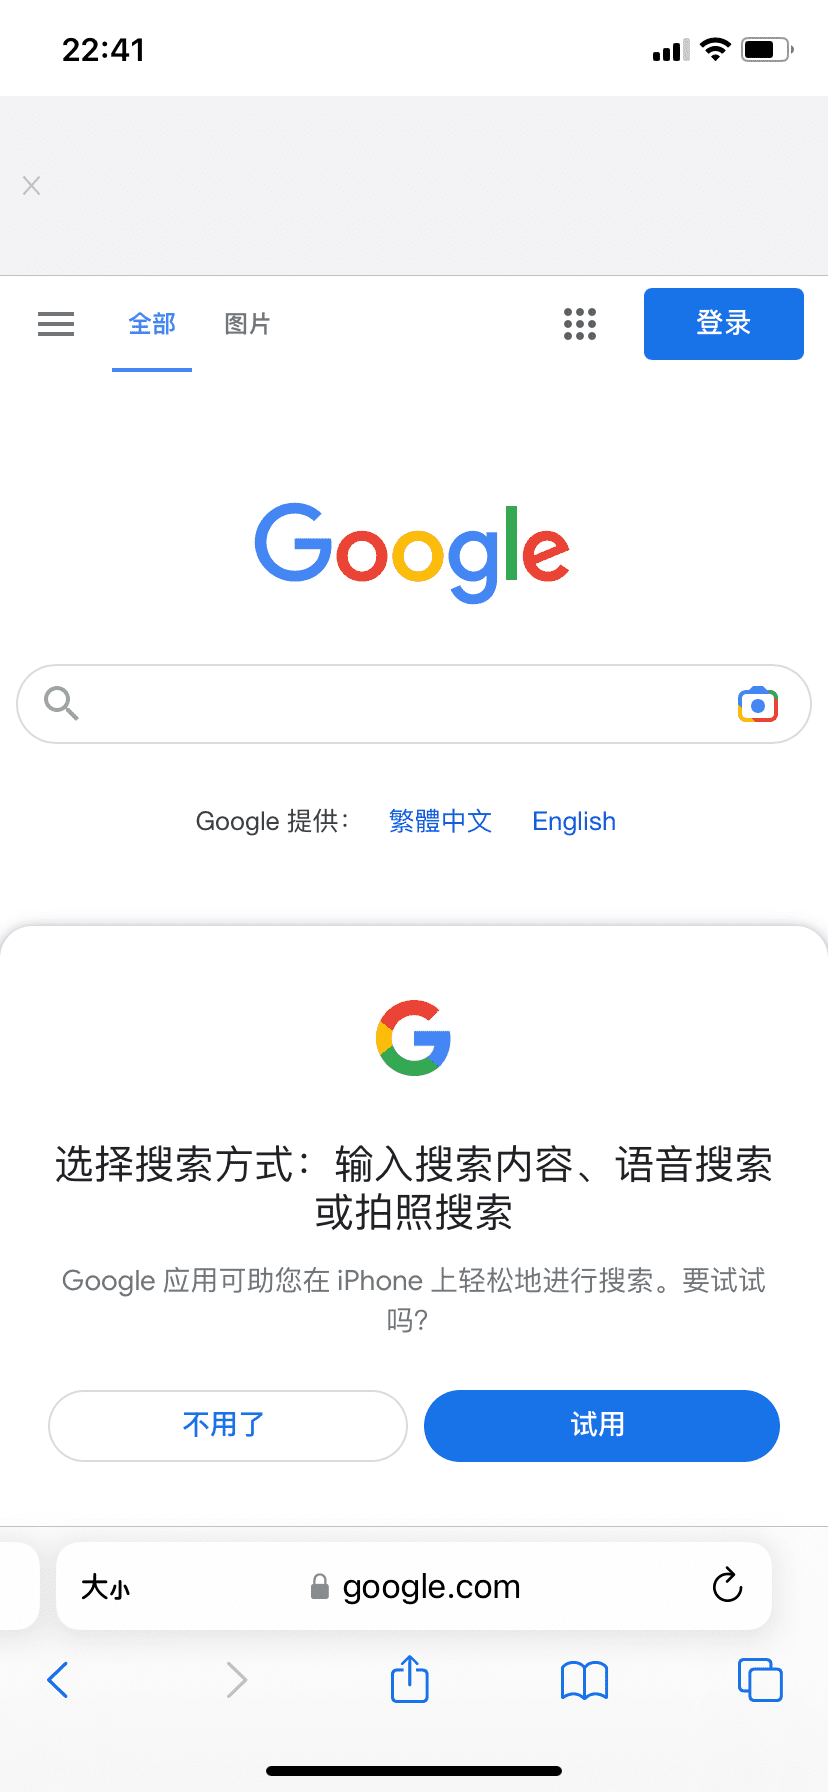 22:41
全部
图片
登录
Google
Google 提供：
繁體中文
English
选择搜索方式：输入搜索内容、语音搜索
或拍照搜索
Google 应用可助您在 iPhone 上轻松地进行搜索。要试试
吗？
不用了
试用
大小
google.com